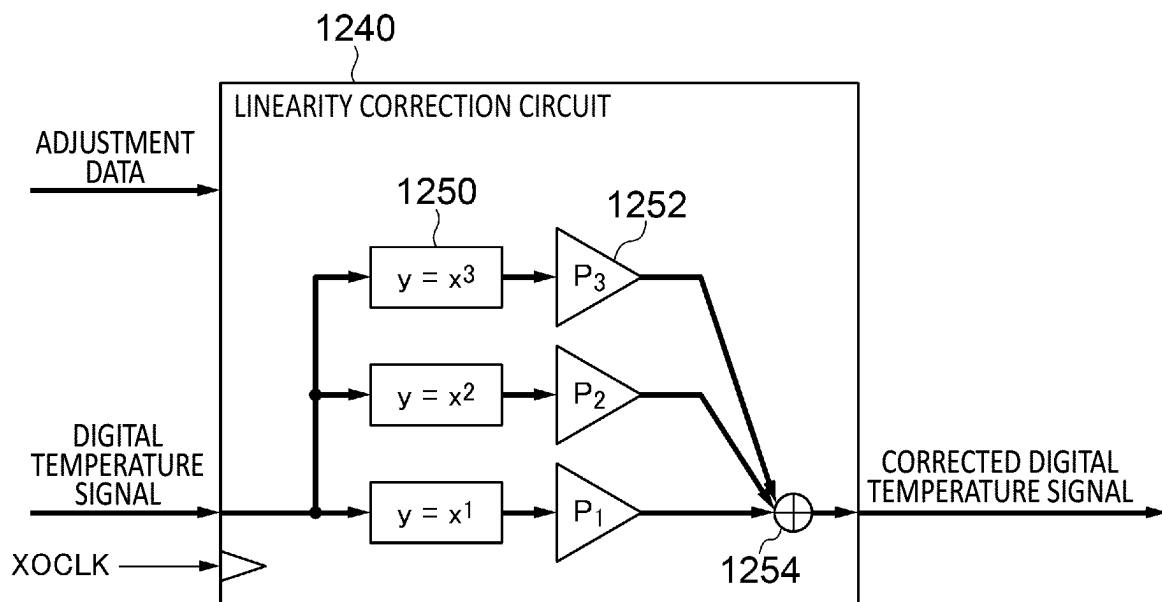 1240
LINEARITY CORRECTION CIRCUIT
ADJUSTMENT
DATA
1250
1252
y = x³
P₃
y = x²
P₂
DIGITAL
TEMPERATURE
SIGNAL
y = x¹
P₁
CORRECTED DIGITAL
TEMPERATURE SIGNAL
XOCLK
1254